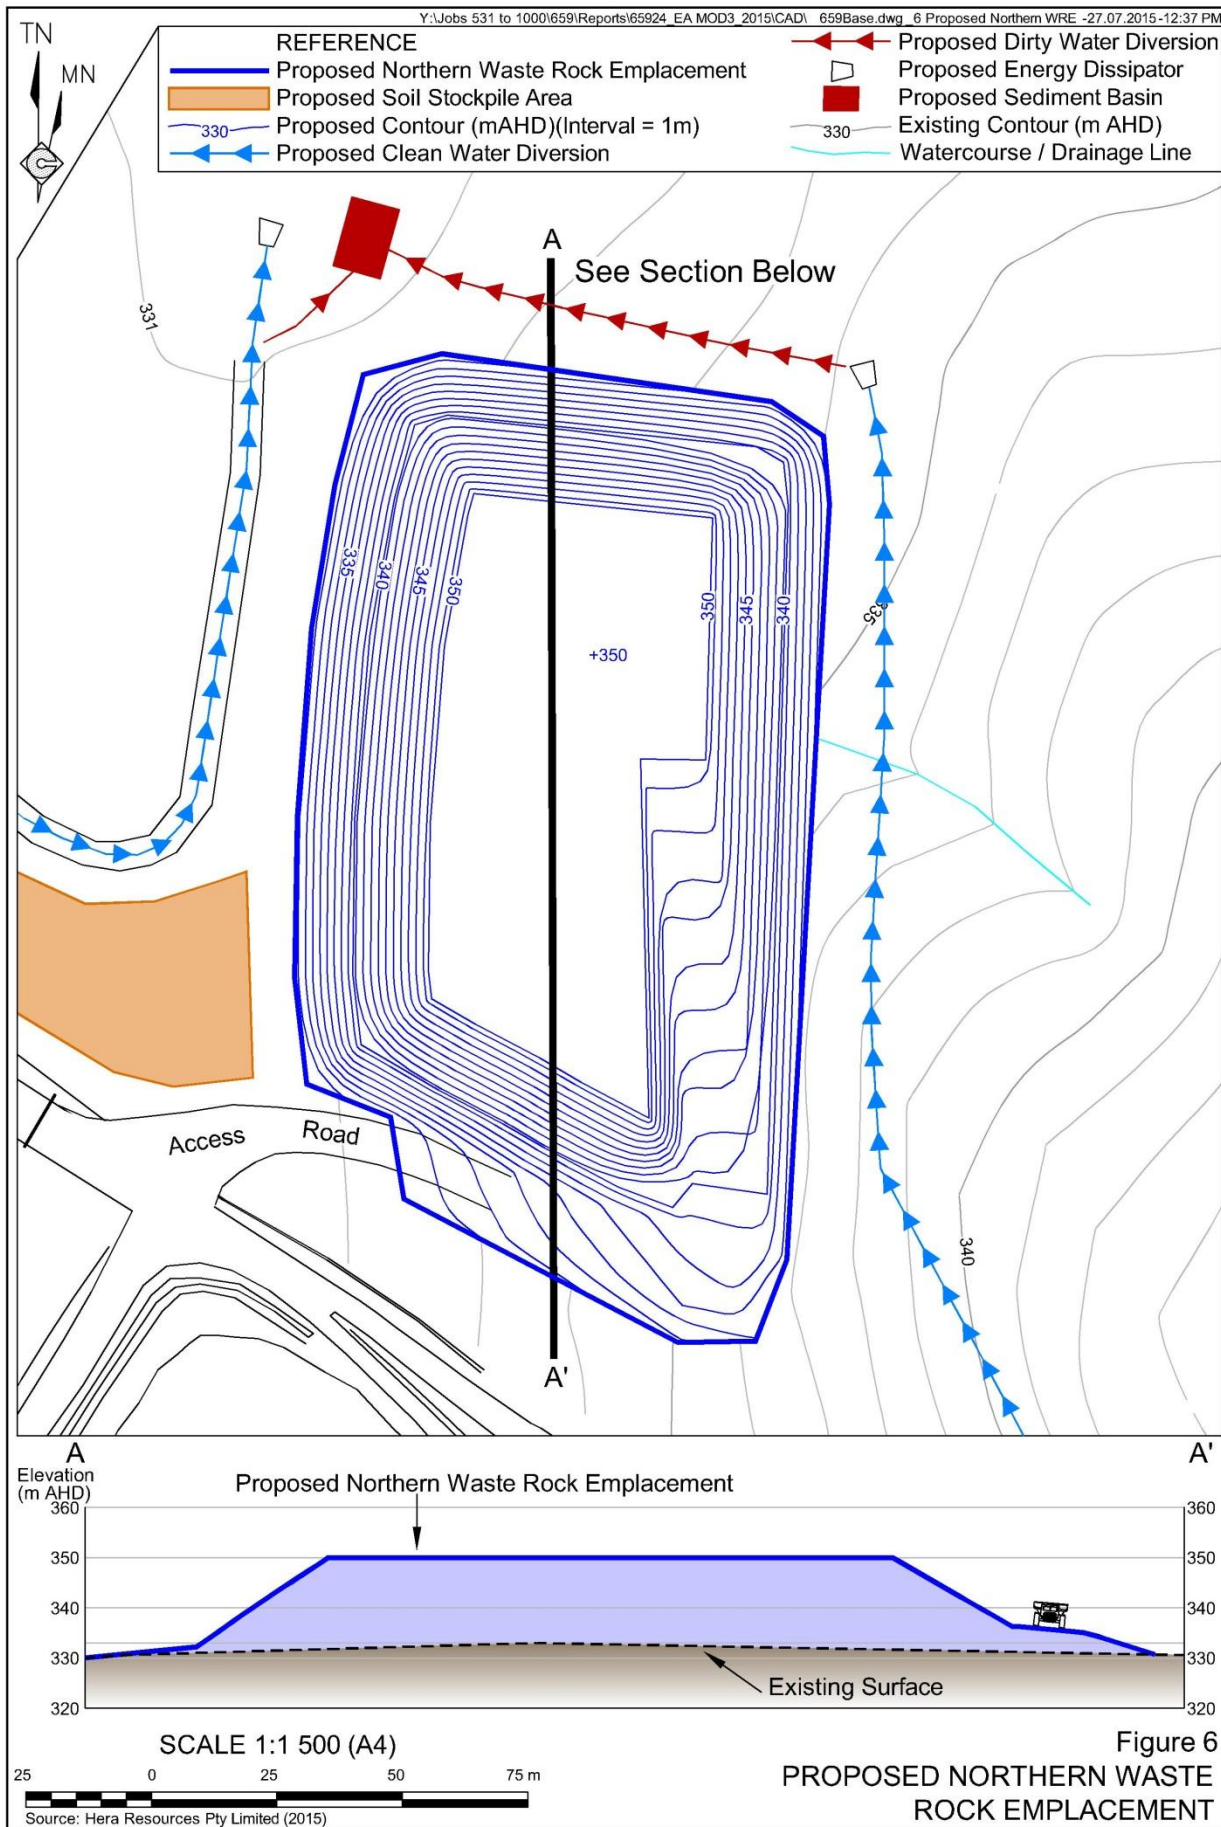 Y:\Jobs 531 to 1000\659\Reports\65924_EA MOD3_2015\CAD\ 659Base.dwg_6 Proposed Northern WRE -27.07.2015-12:37 PM
TN
MN
REFERENCE
Proposed Northern Waste Rock Emplacement
Proposed Soil Stockpile Area
330 Proposed Contour (mAHD)(Interval = 1m)
Proposed Clean Water Diversion
Proposed Dirty Water Diversion
Proposed Energy Dissipator
Proposed Sediment Basin
330 Existing Contour (m AHD)
Watercourse / Drainage Line
A
See Section Below
331
335
340
345
350
350
345
340
335
+350
Access Road
340
A'
A
A'
Elevation
(m AHD)
Proposed Northern Waste Rock Emplacement
360
360
350
350
340
340
330
330
Existing Surface
320
320
SCALE 1:1 500 (A4)
25 0 25 50 75 m
Source: Hera Resources Pty Limited (2015)
Figure 6
PROPOSED NORTHERN WASTE
ROCK EMPLACEMENT